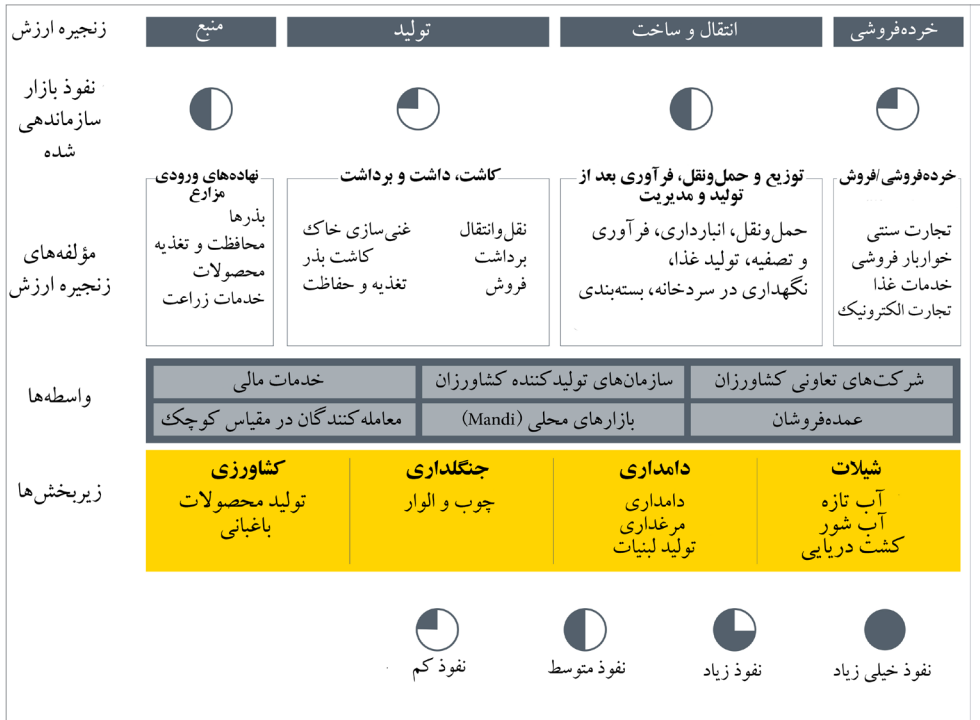 زنجیره ارزش
منبع
تولید
انتقال و ساخت
خرده‌فروشی
نفوذ بازار
سازماندهی
شده
مؤلفه‌های
زنجیره ارزش
نهاده‌های ورودی
مزارع
بذرها
محافظت و تغذیه
محصولات
خدمات زراعت
کاشت، داشت و برداشت
غنی‌سازی خاک
کاشت بذر
تغذیه و حفاظت
نقل‌وانتقال
برداشت
فروش
توزیع و حمل‌ونقل، فرآوری بعد از
تولید و مدیریت
حمل‌ونقل، انبارداری، فرآوری
و تصفیه، تولید غذا،
نگهداری در سردخانه، بسته‌بندی
خرده‌فروشی/فروش
تجارت سنتی
خواربار فروشی
خدمات غذا
تجارت الکترونیک
واسطه‌ها
خدمات مالی
سازمان‌های تولیدکننده کشاورزان
شرکت‌های تعاونی کشاورزان
معامله‌کنندگان در مقیاس کوچک
بازارهای محلی (Mandi)
عمده‌فروشان
زیربخش‌ها
کشاورزی
تولید محصولات
باغبانی
جنگلداری
چوب و الوار
دامداری
دامداری
مرغداری
تولید لبنیات
شیلات
آب تازه
آب شور
کشت دریایی
نفوذ کم
نفوذ متوسط
نفوذ زیاد
نفوذ خیلی زیاد